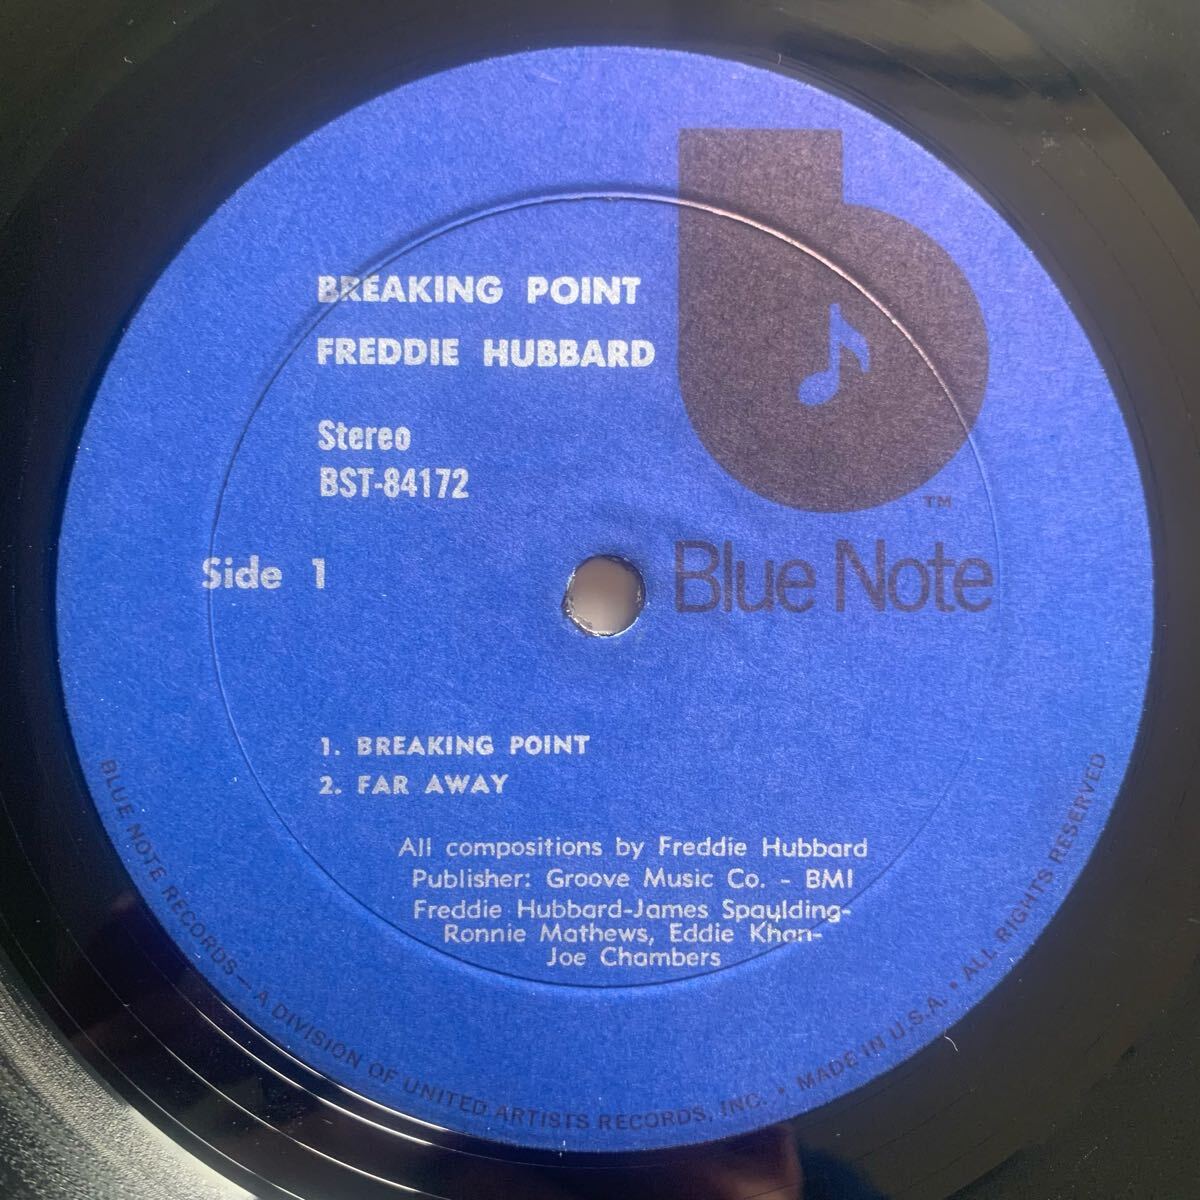 BREAKING POINT
FREDDIE HUBBARD
Stereo
BST-84172
Side 1
TM
Blue Note
1. BREAKING POINT
2. FAR AWAY
All compositions by Freddie Hubbard
Publisher: Groove Music Co. - BMI
Freddie Hubbard-James Spaulding-
Ronnie Mathews, Eddie Khan-
Joe Chambers
BLUE NOTE RECORDS — A DIVISION OF UNITED ARTISTS RECORDS, INC. • MADE IN U.S.A. • ALL RIGHTS RESERVED